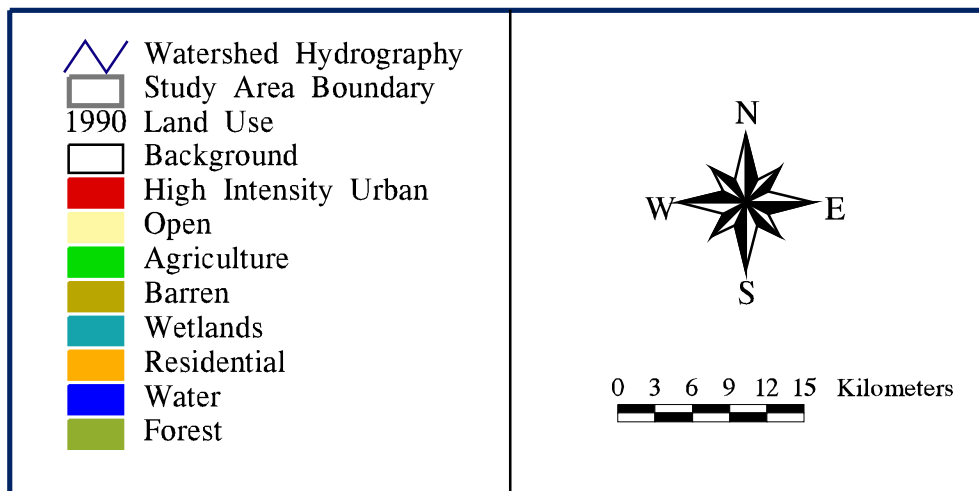 Watershed Hydrography
Study Area Boundary
1990 Land Use
Background
High Intensity Urban
Open
Agriculture
Barren
Wetlands
Residential
Water
Forest
N
W E
S
0 3 6 9 12 15 Kilometers